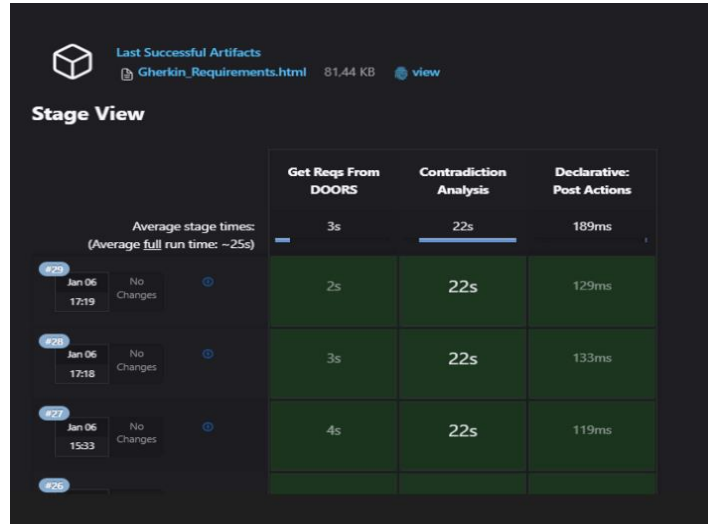 Last Successful Artifacts
Gherkin_Requirements.html 81,44 KB view
Stage View
Get Reqs From DOORS
Contradiction Analysis
Declarative: Post Actions
Average stage times:
(Average full run time: ~25s)
3s 22s 189ms
#29
Jan 06
17:19
No Changes
2s 22s 129ms
#28
Jan 06
17:18
No Changes
3s 22s 133ms
#27
Jan 06
15:33
No Changes
4s 22s 119ms
#26